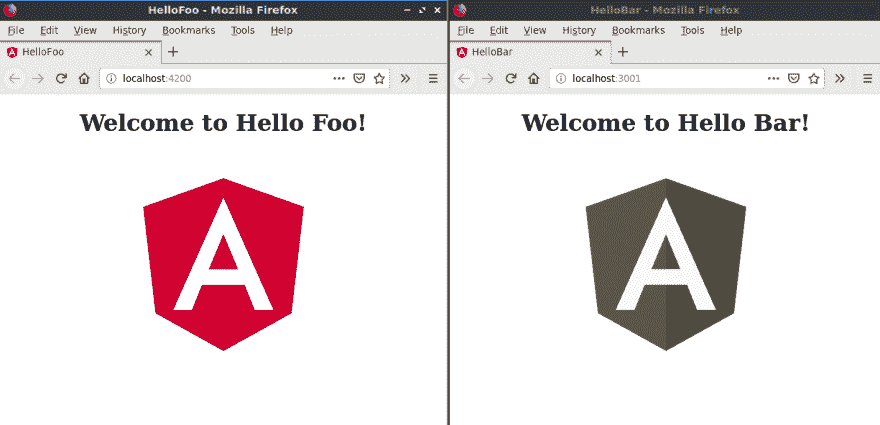 HelloFoo - Mozilla Firefox
File Edit View History Bookmarks Tools Help
HelloFoo
localhost:4200
Welcome to Hello Foo!
A
HelloBar - Mozilla Firefox
File Edit View History Bookmarks Tools Help
HelloBar
localhost:3001
Welcome to Hello Bar!
A